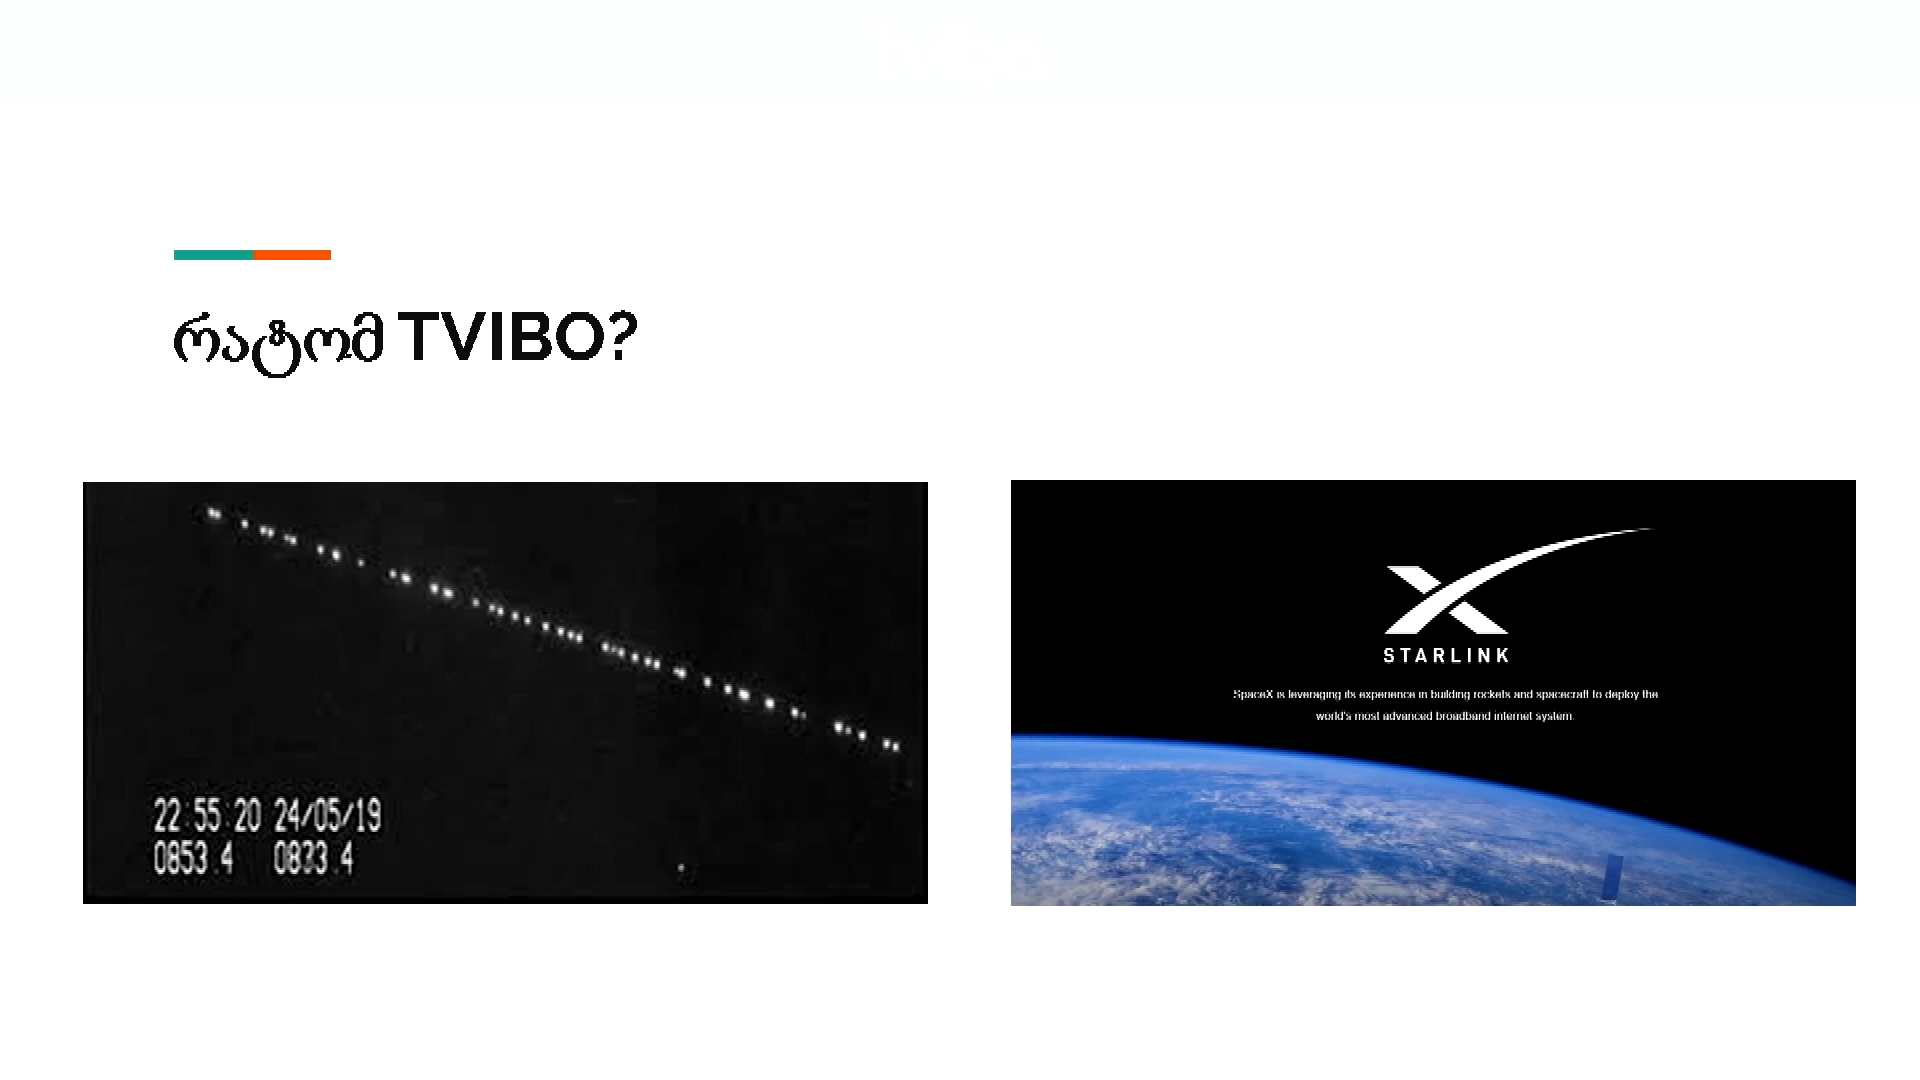 რატომ TVIBO?
22:55:20 24/05/19
0853.4 0833.4
STARLINK
SpaceX is leveraging its experience in building rockets and spacecraft to deploy the
world's most advanced broadband internet system.